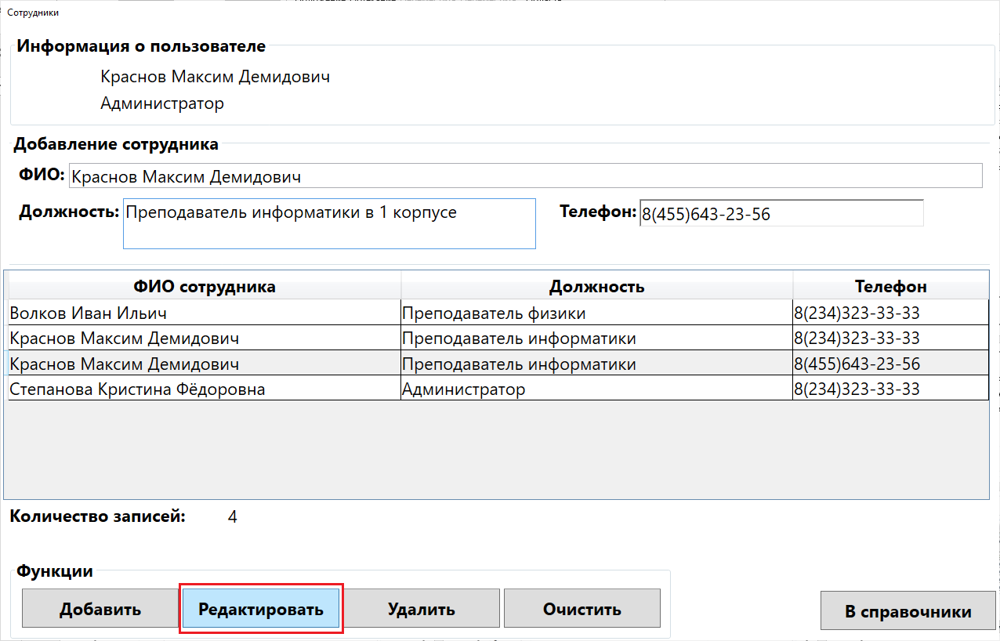 Сотрудники
Информация о пользователе
Краснов Максим Демидович
Администратор
Добавление сотрудника
ФИО: Краснов Максим Демидович
Должность: Преподаватель информатики в 1 корпусе Телефон: 8(455)643-23-56
ФИО сотрудника Должность Телефон
Волков Иван Ильич Преподаватель физики 8(234)323-33-33
Краснов Максим Демидович Преподаватель информатики 8(234)323-33-33
Краснов Максим Демидович Преподаватель информатики 8(455)643-23-56
Степанова Кристина Фёдоровна Администратор 8(234)323-33-33
Количество записей: 4
Функции
Добавить Редактировать Удалить Очистить В справочники